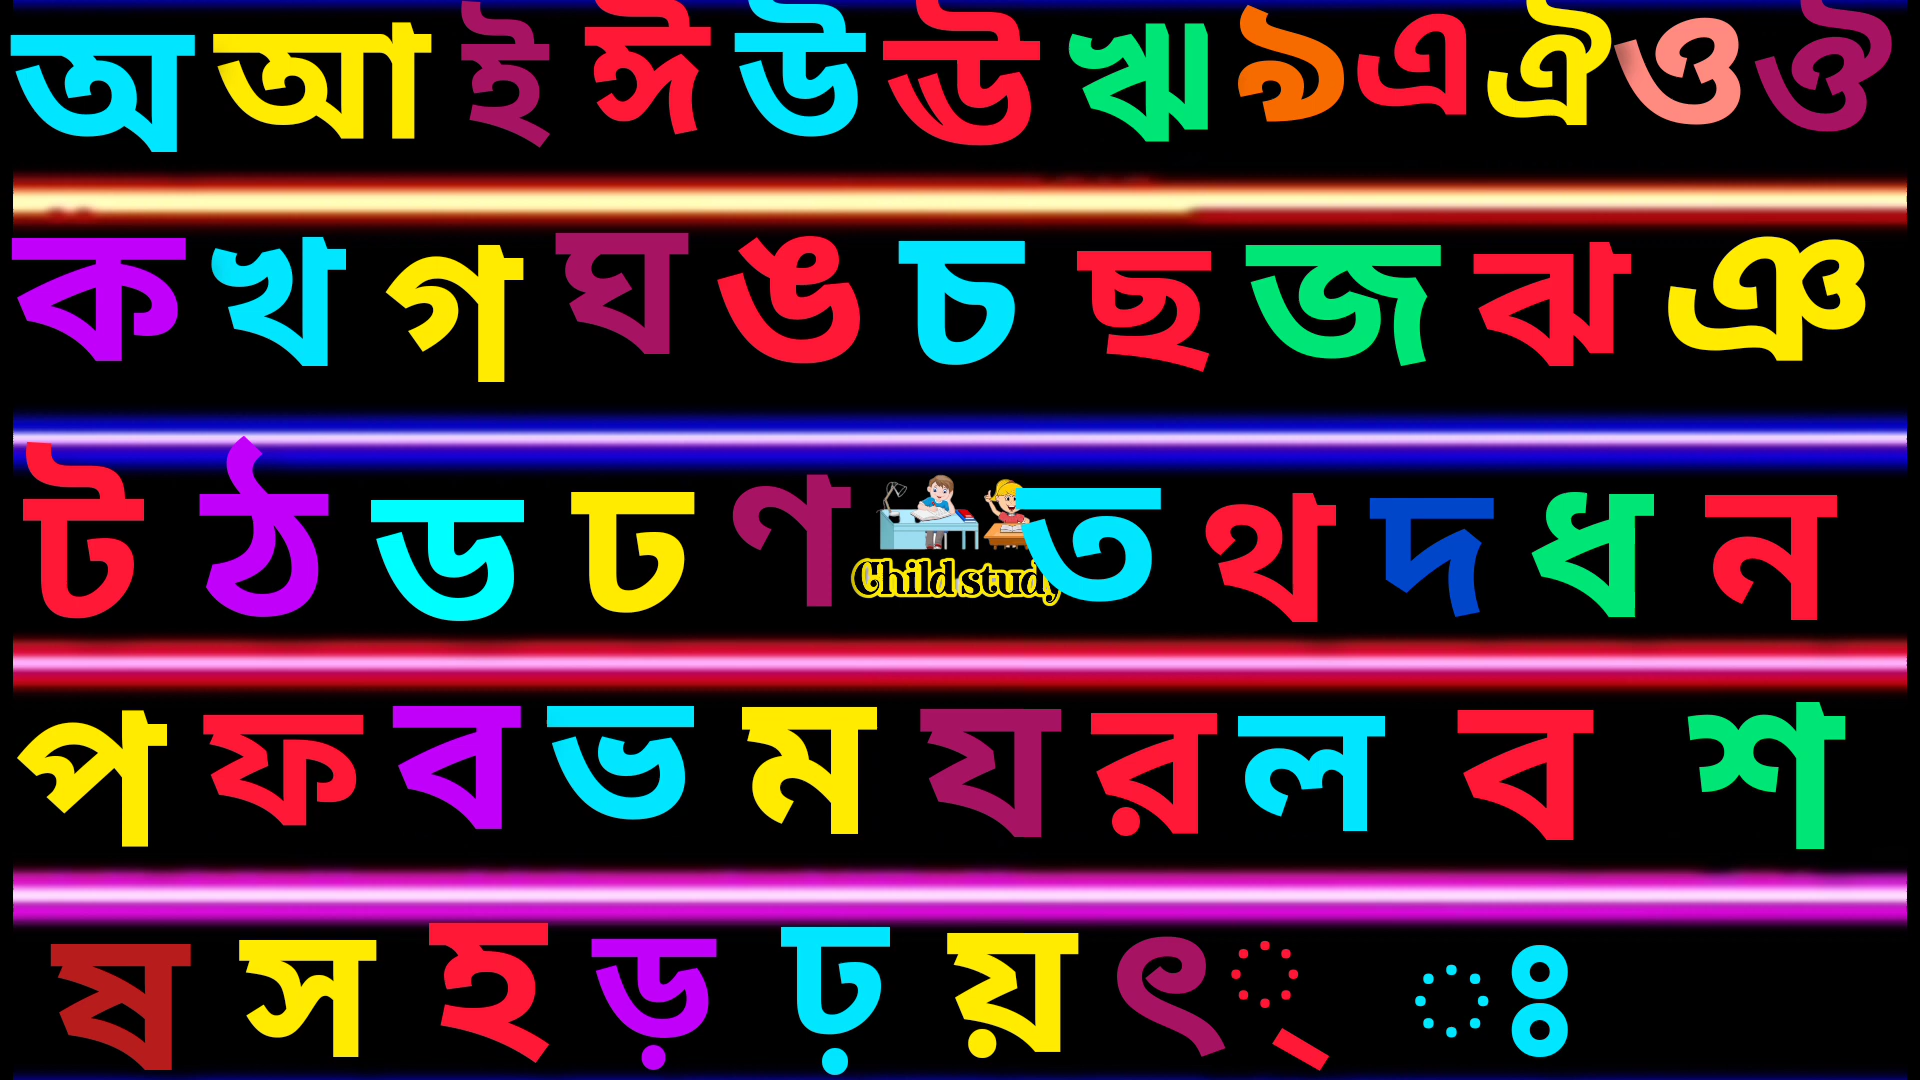 অ আ ই ঈ উ ঊ ঋ ঌ এ ঐ ও ঔ
ক খ গ ঘ ঙ চ ছ জ ঝ ঞ
ট ঠ ড ঢ ণ ত থ দ ধ ন
Child study
প ফ ব ভ ম য র ল ব শ
ষ স হ ড় ঢ় য় ৎ ্ ঃ